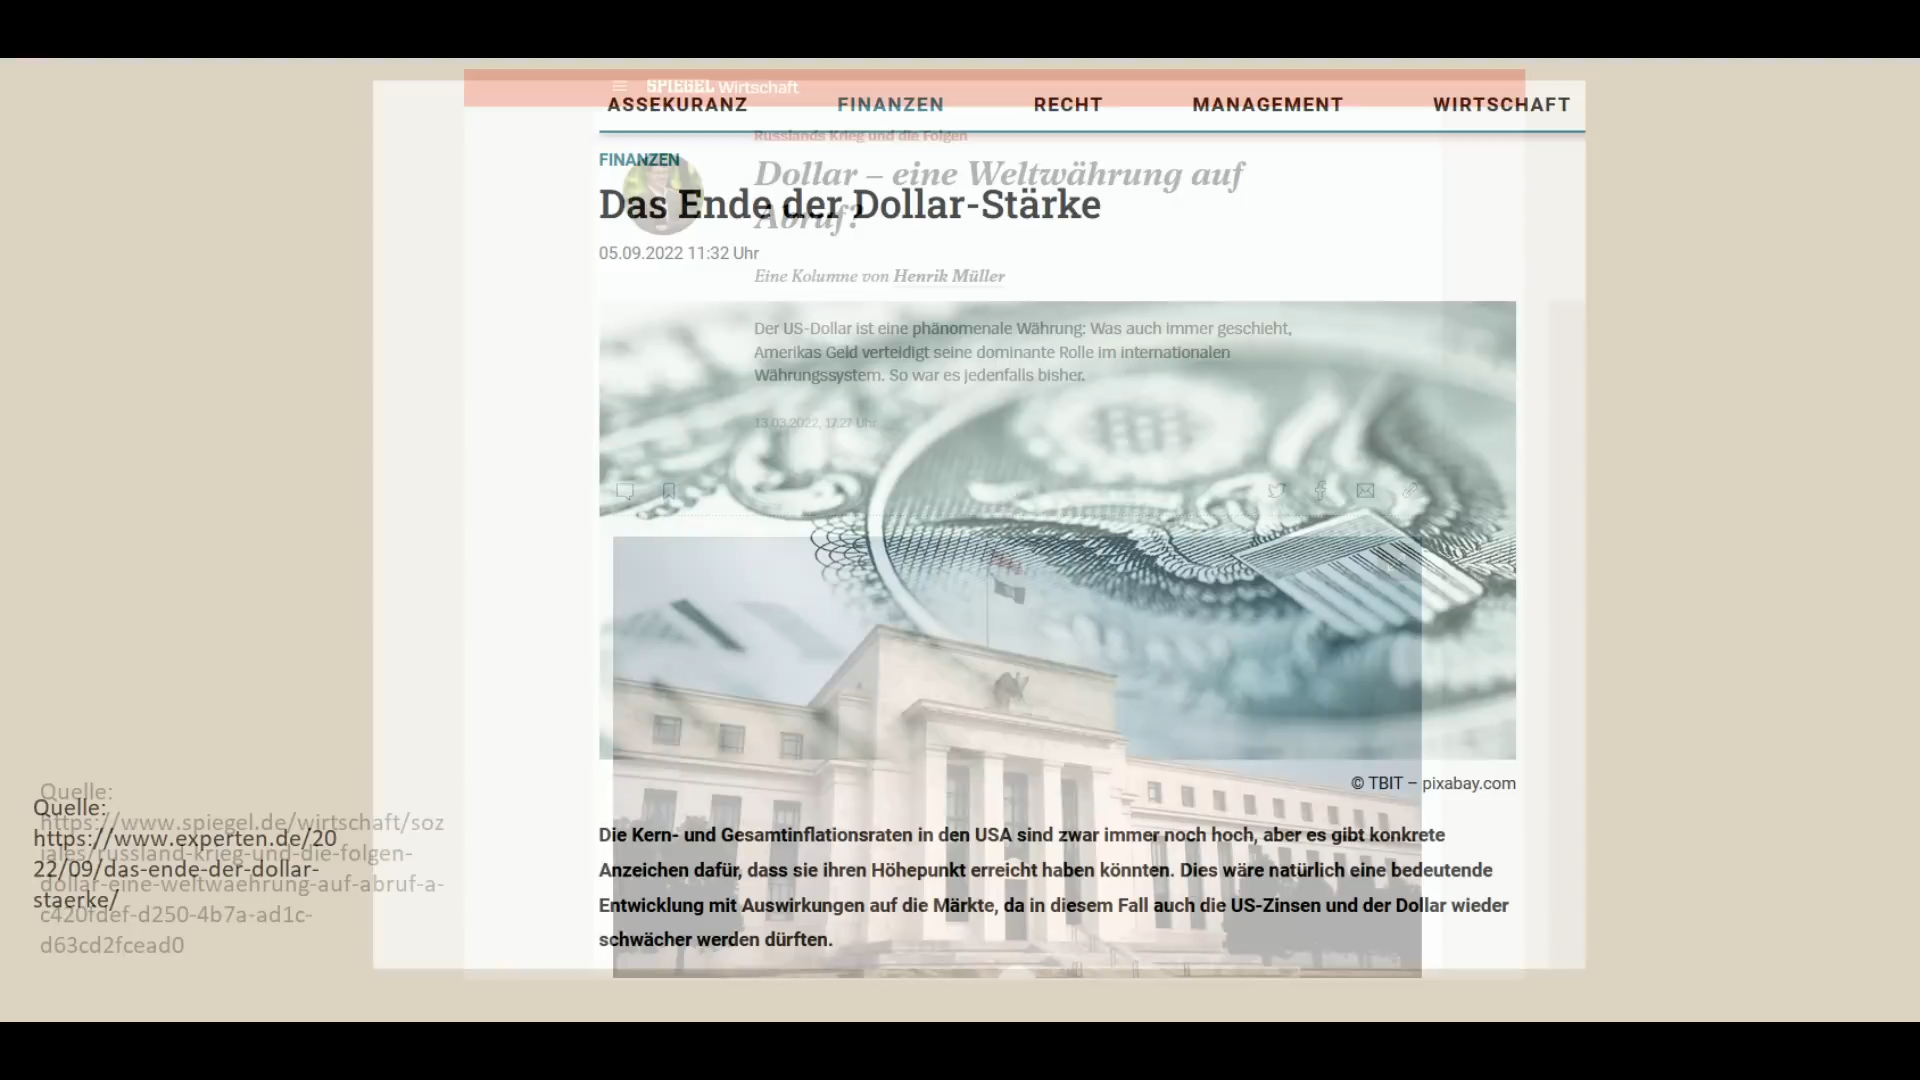 SPIEGEL Wirtschaft
ASSEKURANZ FINANZEN RECHT MANAGEMENT WIRTSCHAFT
Russlands Krieg und die Folgen
FINANZEN
Dollar – eine Weltwährung auf
Abruf?
Das Ende der Dollar-Stärke
05.09.2022 11:32 Uhr
Eine Kolumne von Henrik Müller
Der US-Dollar ist eine phänomenale Währung: Was auch immer geschieht,
Amerikas Geld verteidigt seine dominante Rolle im internationalen
Währungssystem. So war es jedenfalls bisher.
13.03.2022, 17.27 Uhr
© TBIT – pixabay.com
Die Kern- und Gesamtinflationsraten in den USA sind zwar immer noch hoch, aber es gibt konkrete
Anzeichen dafür, dass sie ihren Höhepunkt erreicht haben könnten. Dies wäre natürlich eine bedeutende
Entwicklung mit Auswirkungen auf die Märkte, da in diesem Fall auch die US-Zinsen und der Dollar wieder
schwächer werden dürften.
Quelle:
https://www.spiegel.de/wirtschaft/soz
iales/russland-krieg-und-die-folgen-
dollar-eine-weltwaehrung-auf-abruf-a-
c420fdef-d250-4b7a-ad1c-
d63cd2fcead0
Quelle:
https://www.experten.de/20
22/09/das-ende-der-dollar-
staerke/